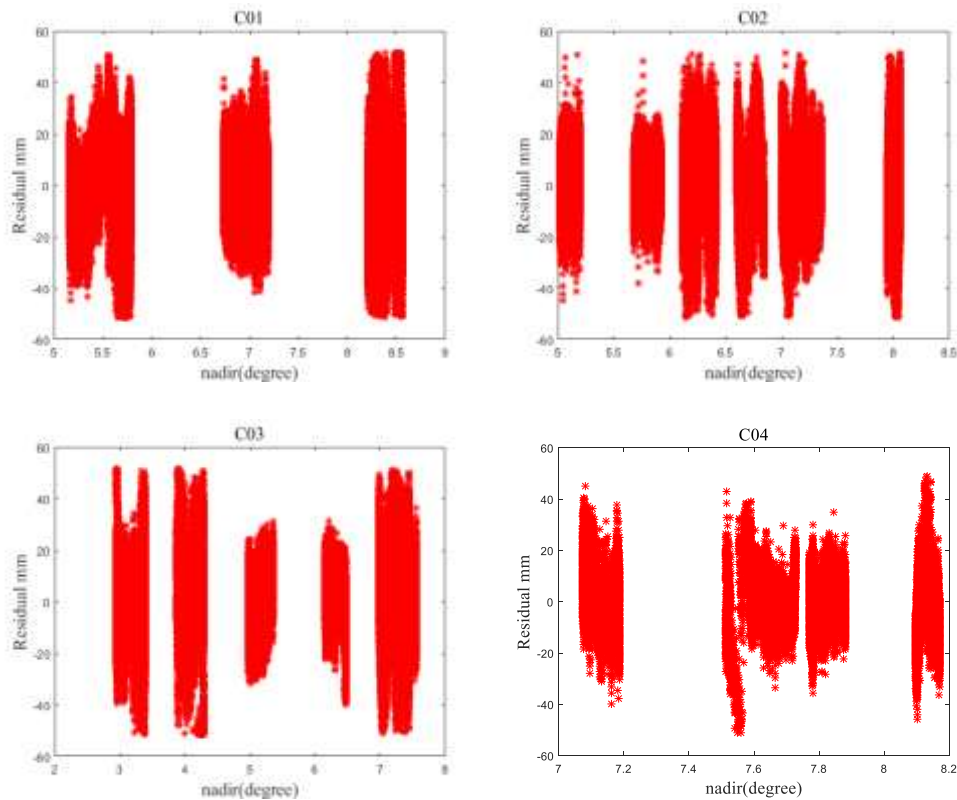 C01
60
40
20
0
-20
-40
-60
Residual mm
5 5.5 6 6.5 7 7.5 8 8.5 9
nadir(degree)
C02
60
40
20
0
-20
-40
-60
Residual mm
5 5.5 6 6.5 7 7.5 8 8.5
nadir(degree)
C03
60
40
20
0
-20
-40
-60
Residual mm
2 3 4 5 6 7 8
nadir(degree)
C04
60
40
20
0
-20
-40
-60
Residual mm
7 7.2 7.4 7.6 7.8 8 8.2
nadir(degree)